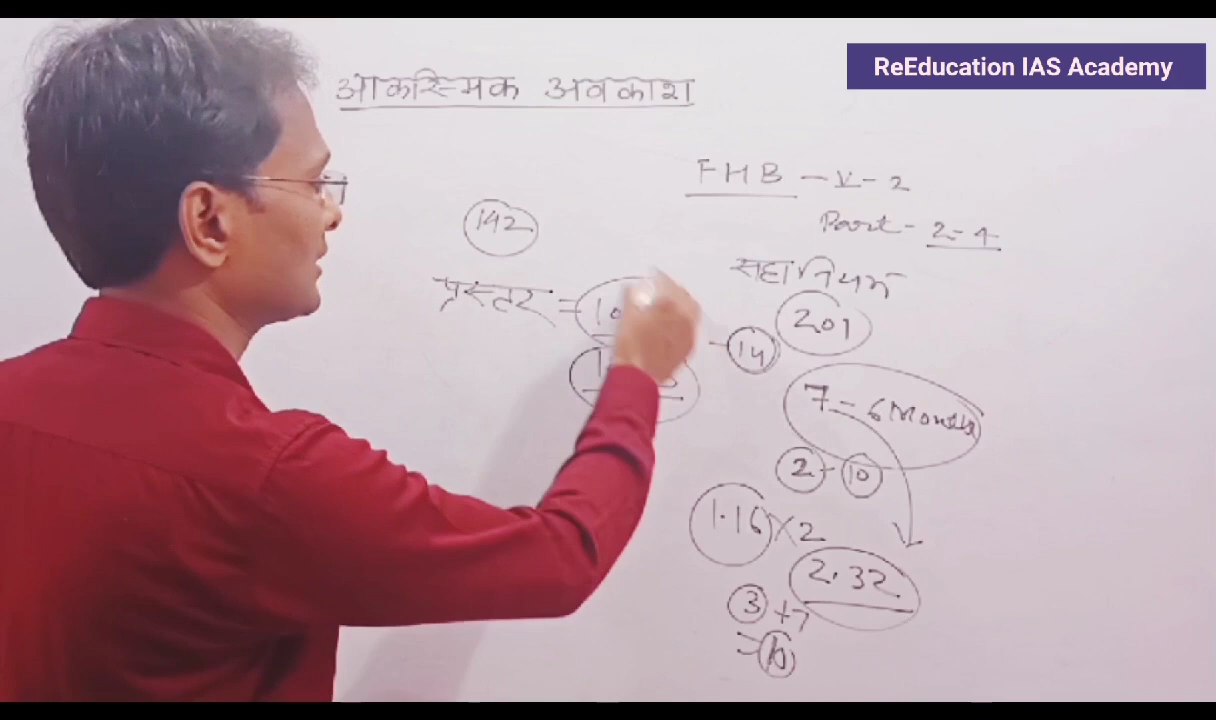 ReEducation IAS Academy
आकस्मिक अवकाश
FHB - V - 2
Part - 2-4
142
सहा नियम
प्रस्तर = 10
201
- 14
7 - 6 Months
2 - 10
1.16 X 2
2.32
3 + 7
= 10